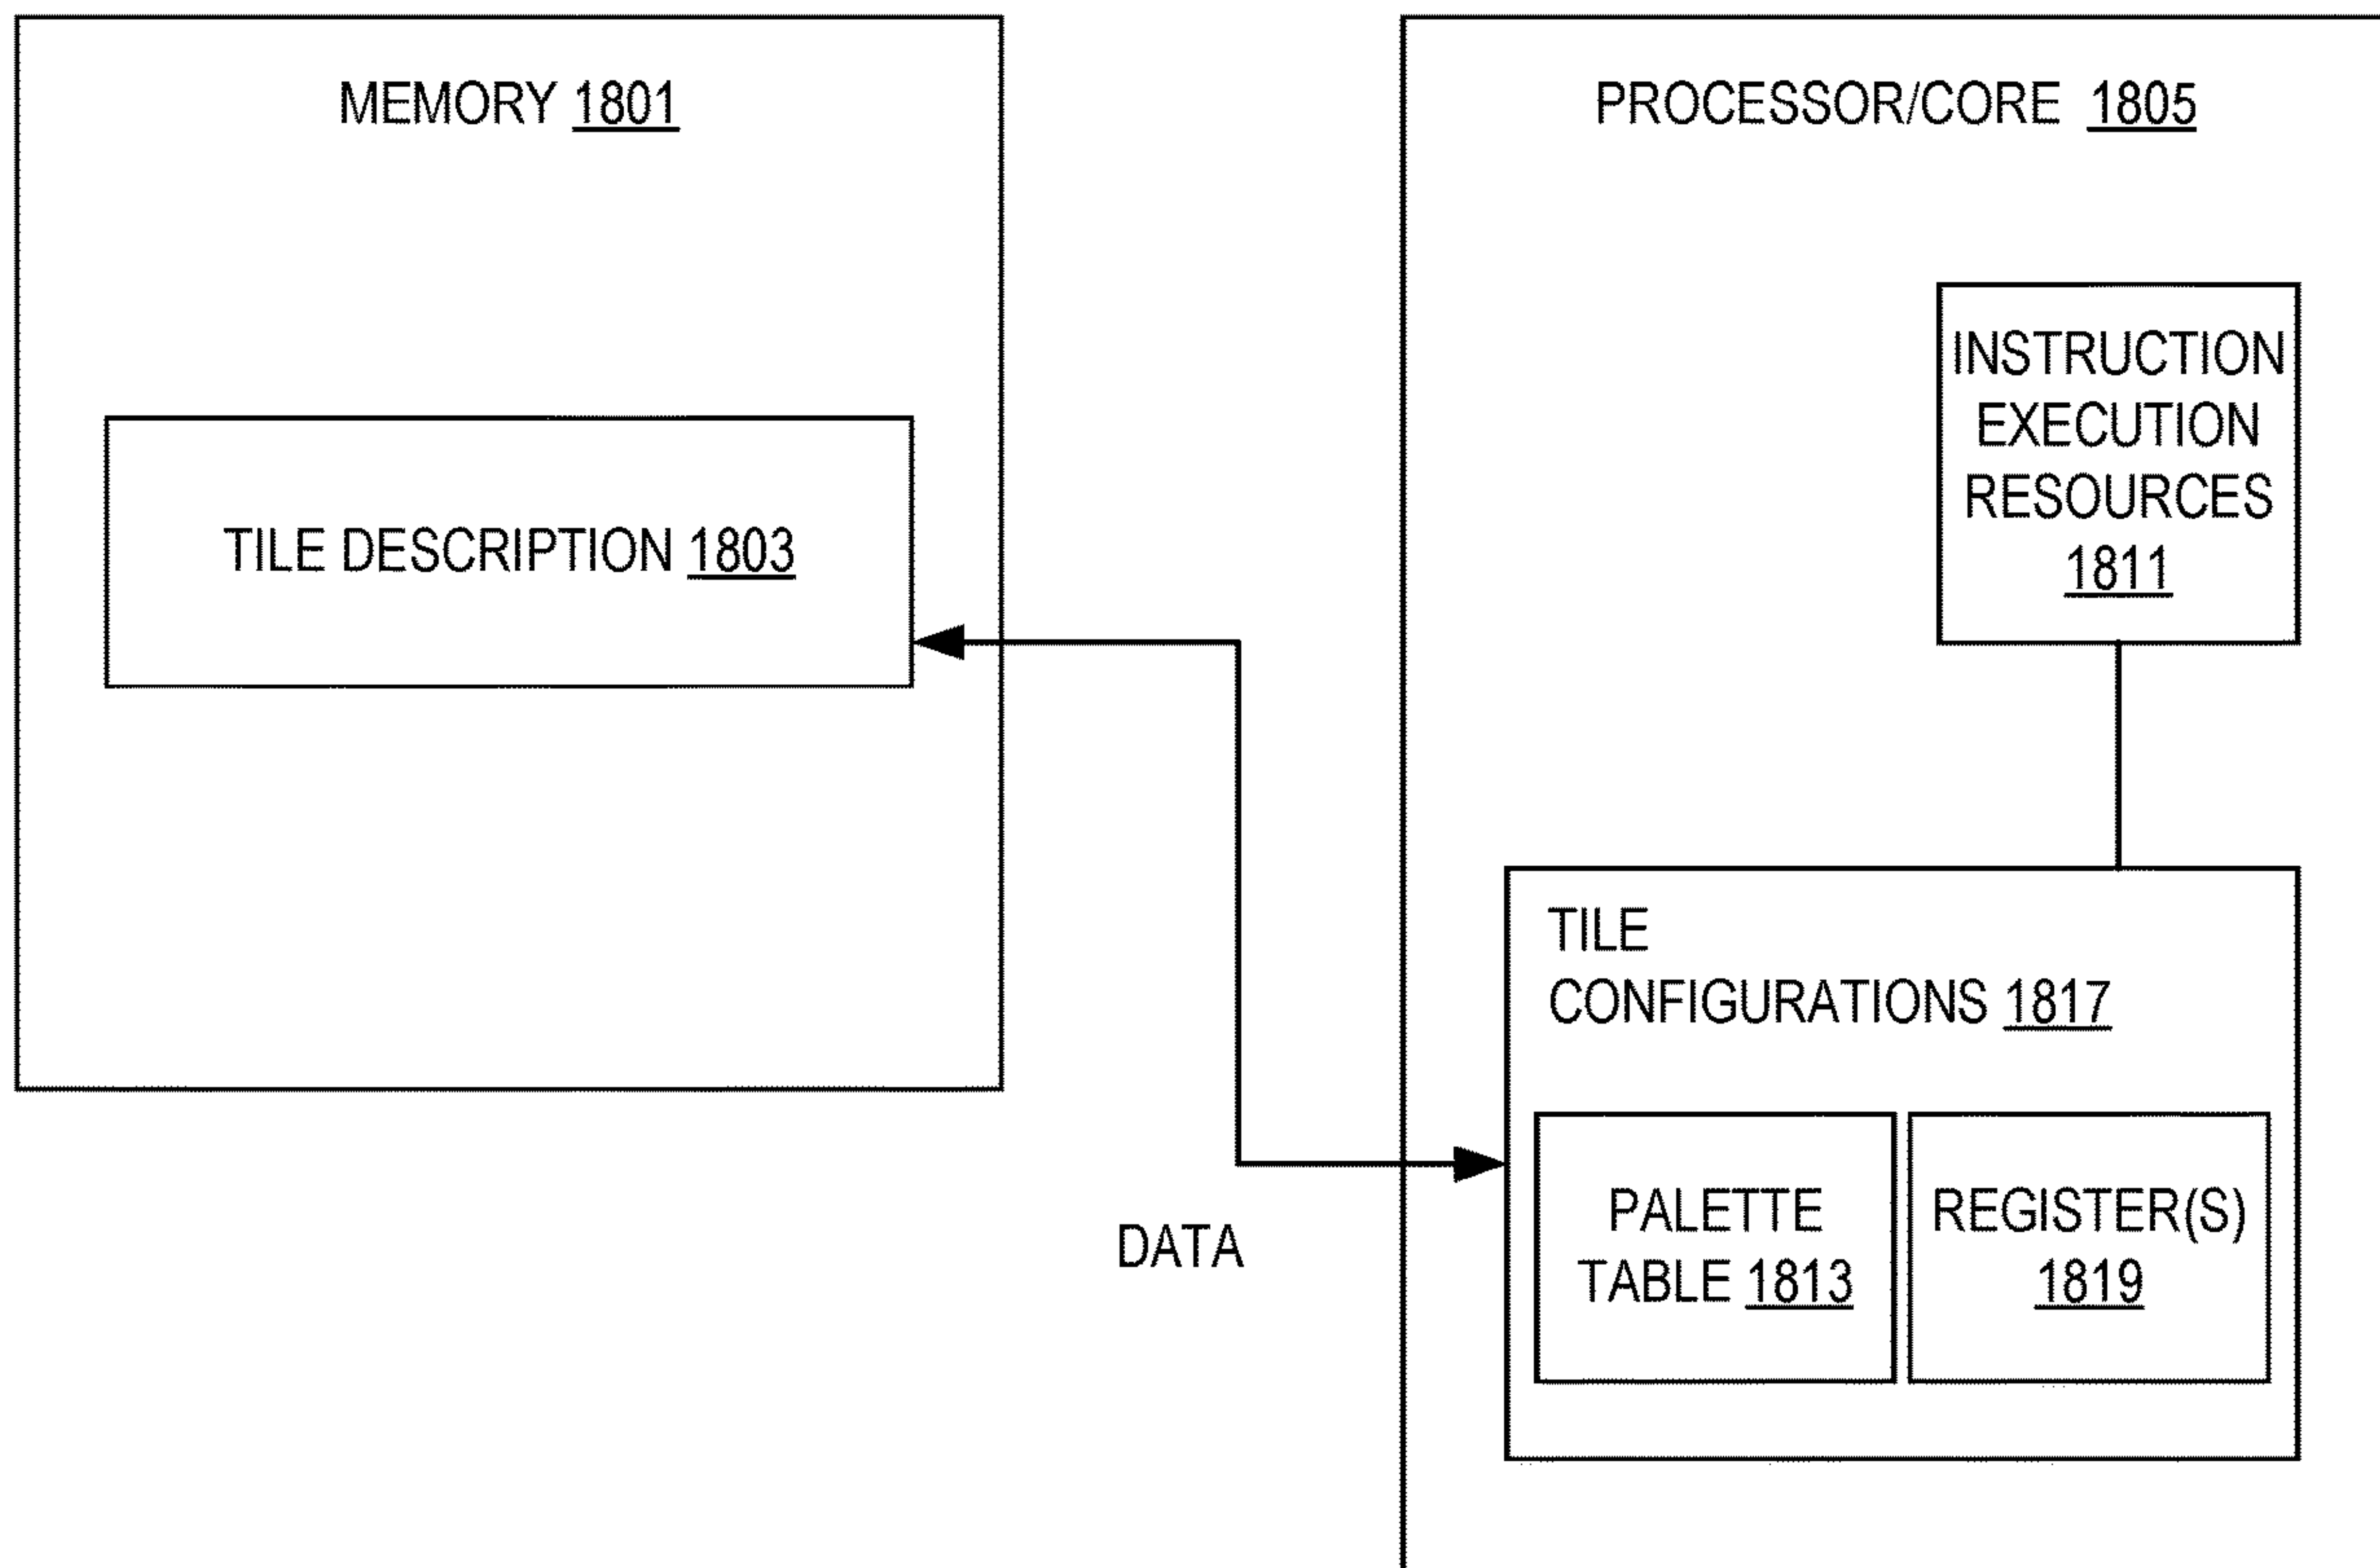 MEMORY 1801
TILE DESCRIPTION 1803
DATA
PROCESSOR/CORE 1805
INSTRUCTION
EXECUTION
RESOURCES
1811
TILE
CONFIGURATIONS 1817
PALETTE
TABLE 1813
REGISTER(S)
1819